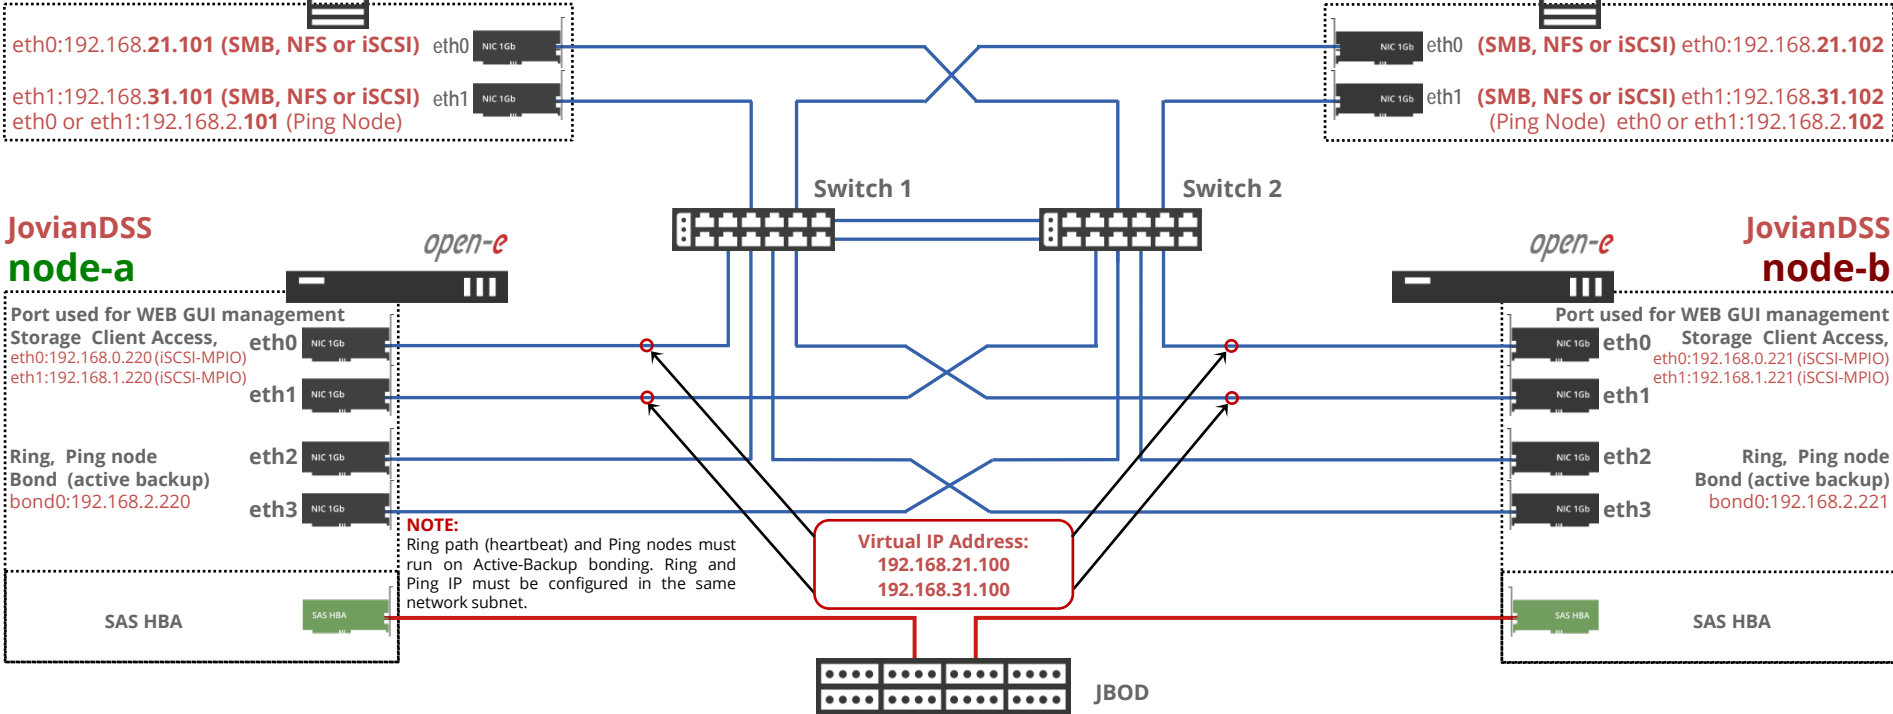 eth0:192.168.21.101 (SMB, NFS or iSCSI) eth0 NIC 1Gb
eth1:192.168.31.101 (SMB, NFS or iSCSI) eth1 NIC 1Gb
eth0 or eth1:192.168.2.101 (Ping Node)
NIC 1Gb eth0 (SMB, NFS or iSCSI) eth0:192.168.21.102
NIC 1Gb eth1 (SMB, NFS or iSCSI) eth1:192.168.31.102
(Ping Node) eth0 or eth1:192.168.2.102
Switch 1
Switch 2
JovianDSS
node-a
open-e
Port used for WEB GUI management
Storage Client Access,
eth0:192.168.0.220 (iSCSI-MPIO)
eth1:192.168.1.220 (iSCSI-MPIO)
eth0 NIC 1Gb
eth1 NIC 1Gb
Ring, Ping node
Bond (active backup)
bond0:192.168.2.220
eth2 NIC 1Gb
eth3 NIC 1Gb
SAS HBA
SAS HBA
NOTE:
Ring path (heartbeat) and Ping nodes must
run on Active-Backup bonding. Ring and
Ping IP must be configured in the same
network subnet.
Virtual IP Address:
192.168.21.100
192.168.31.100
JBOD
open-e
JovianDSS
node-b
Port used for WEB GUI management
Storage Client Access,
eth0:192.168.0.221 (iSCSI-MPIO)
eth1:192.168.1.221 (iSCSI-MPIO)
NIC 1Gb eth0
NIC 1Gb eth1
Ring, Ping node
Bond (active backup)
bond0:192.168.2.221
NIC 1Gb eth2
NIC 1Gb eth3
SAS HBA
SAS HBA